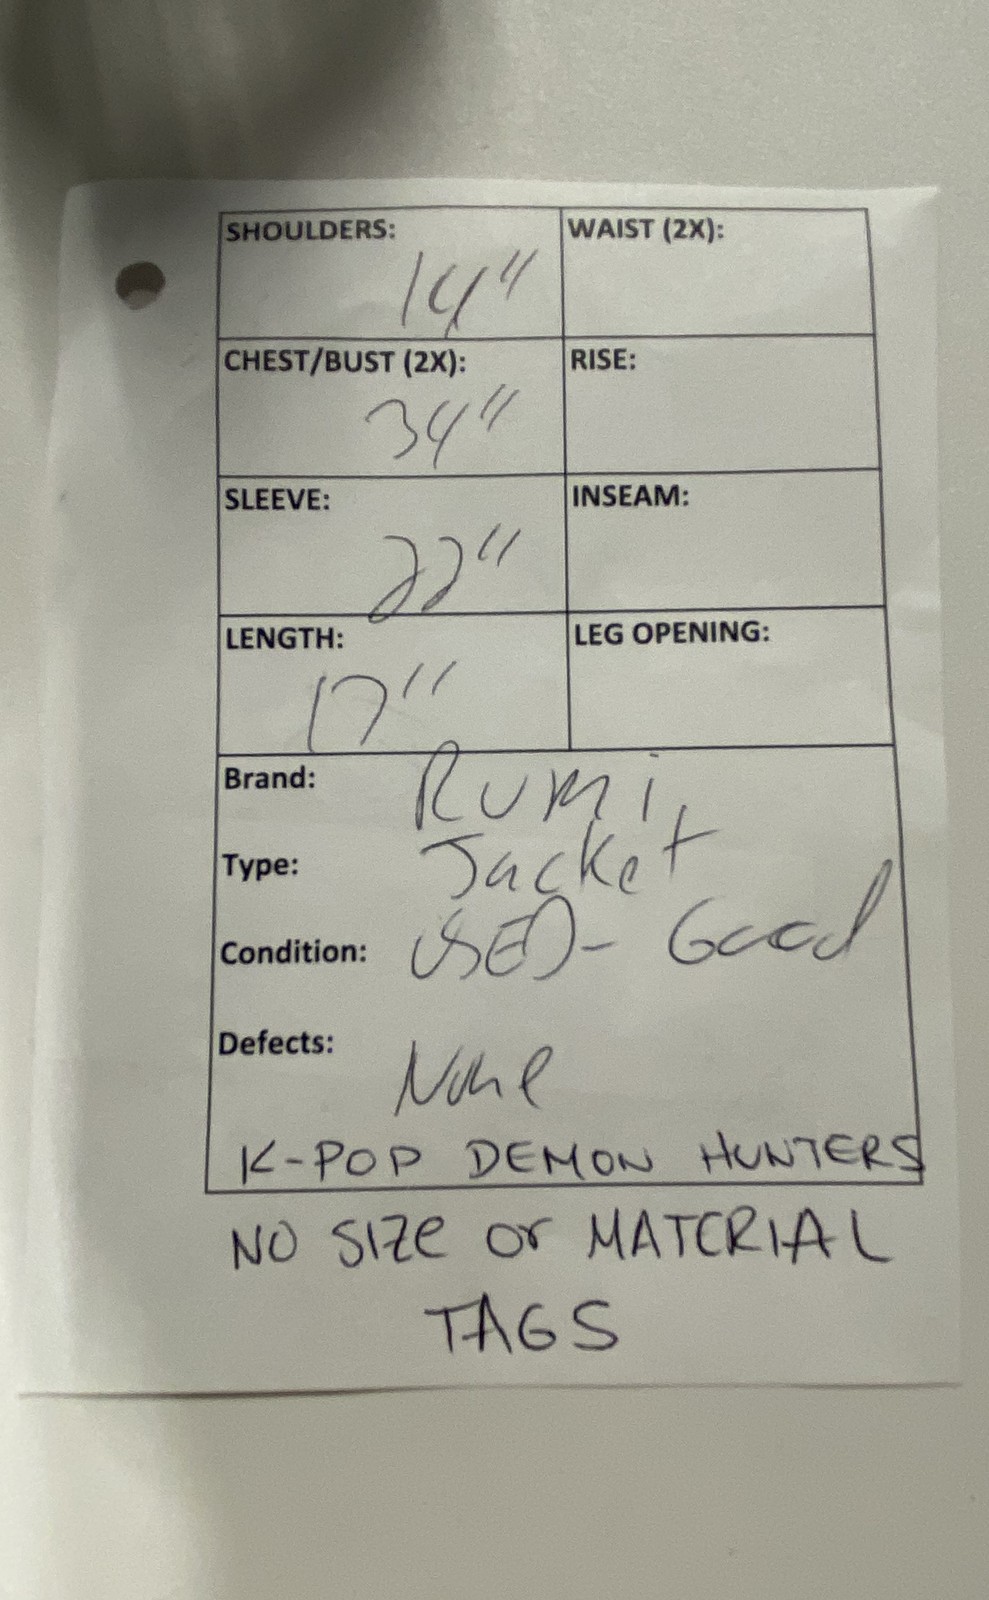 SHOULDERS: 14" WAIST (2X):
CHEST/BUST (2X): 34" RISE:
SLEEVE: 22" INSEAM:
LENGTH: 17" LEG OPENING:
Brand: Rumi
Type: Jacket
Condition: USED- Good
Defects: None
K-POP DEMON HUNTERS
NO SIZe or MATERIAL
TAGS